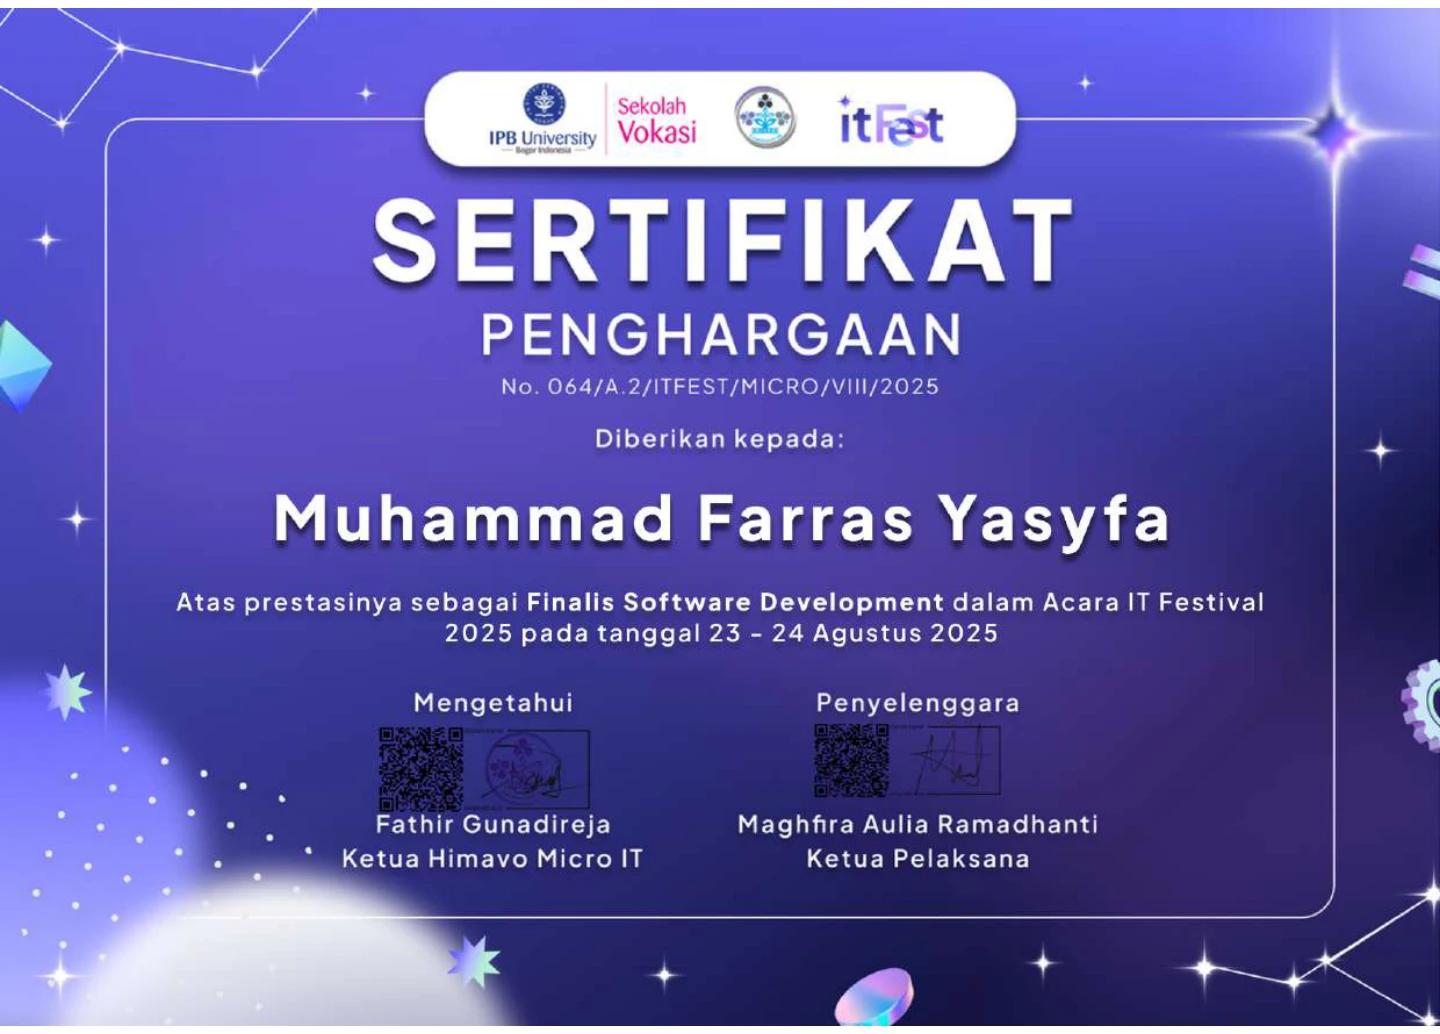 IPB University
Bogor Indonesia
Sekolah
Vokasi
itFest
SERTIFIKAT
PENGHARGAAN
No. 064/A.2/ITFEST/MICRO/VIII/2025
Diberikan kepada:
Muhammad Farras Yasyfa
Atas prestasinya sebagai Finalis Software Development dalam Acara IT Festival
2025 pada tanggal 23 - 24 Agustus 2025
Mengetahui
Penyelenggara
Fathir Gunadireja
Ketua Himavo Micro IT
Maghfira Aulia Ramadhanti
Ketua Pelaksana